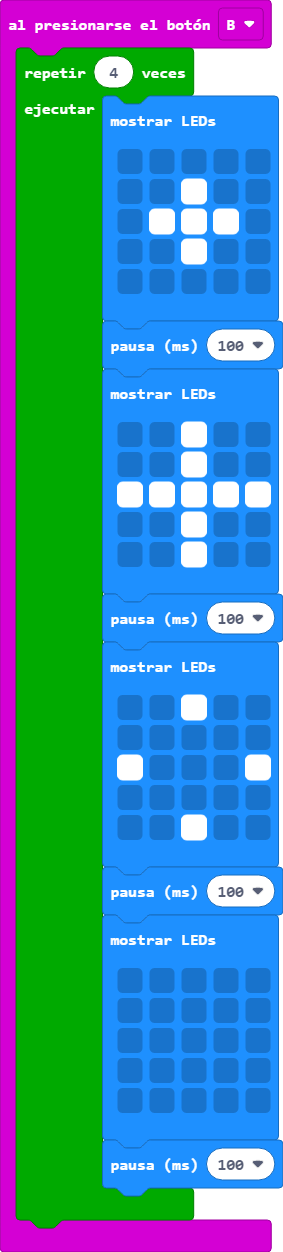 al presionarse el botón B
repetir 4 veces
ejecutar
mostrar LEDs
pausa (ms) 100
mostrar LEDs
pausa (ms) 100
mostrar LEDs
pausa (ms) 100
mostrar LEDs
pausa (ms) 100